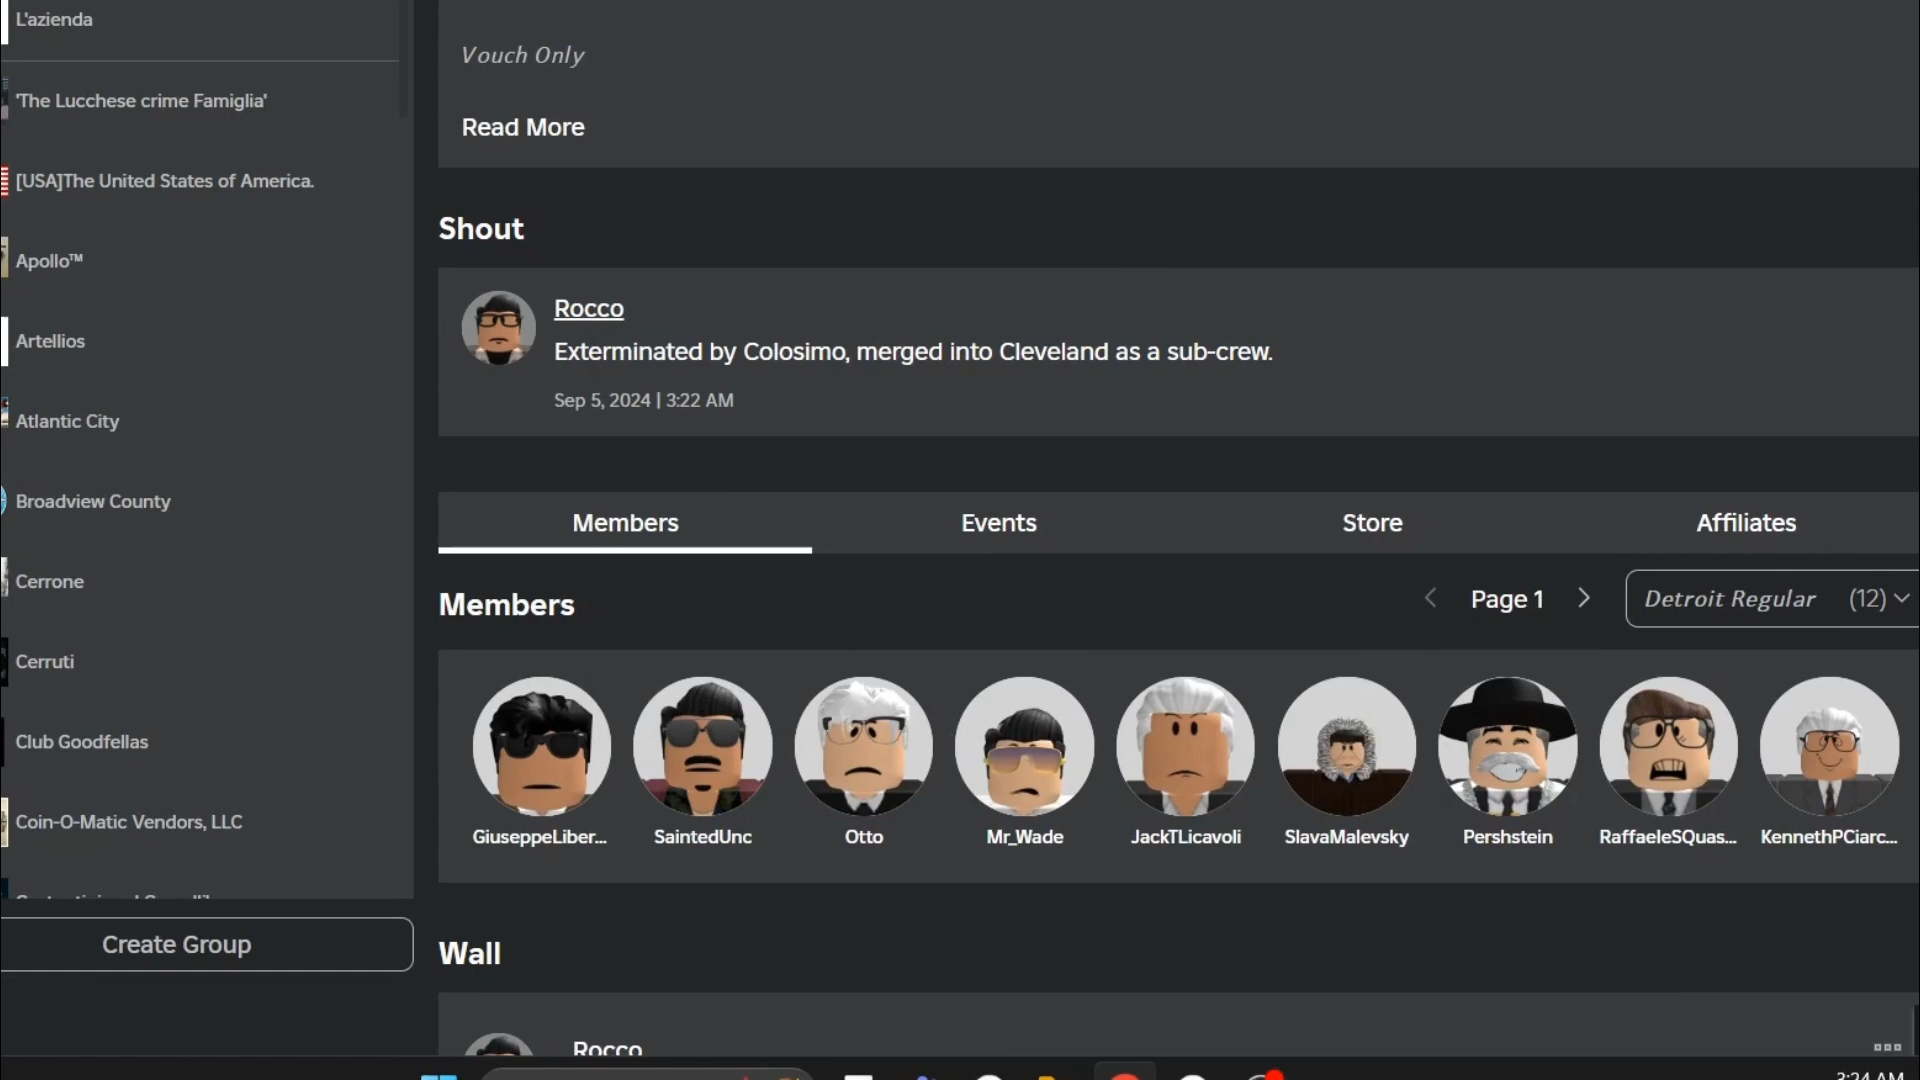 L'azienda
'The Lucchese crime Famiglia'
[USA]The United States of America.
Apollo™
Artellios
Atlantic City
Broadview County
Cerrone
Cerruti
Club Goodfellas
Coin-O-Matic Vendors, LLC
Create Group
Vouch Only
Read More
Shout
Rocco
Exterminated by Colosimo, merged into Cleveland as a sub-crew.
Sep 5, 2024 | 3:22 AM
Members Events Store Affiliates
Members Page 1 Detroit Regular (12)
GiuseppeLiber... SaintedUnc Otto Mr_Wade JackTLicavoli SlavaMalevsky Pershstein RaffaeleSQuas... KennethPCiarc...
Wall
Rocco
3:24 AM